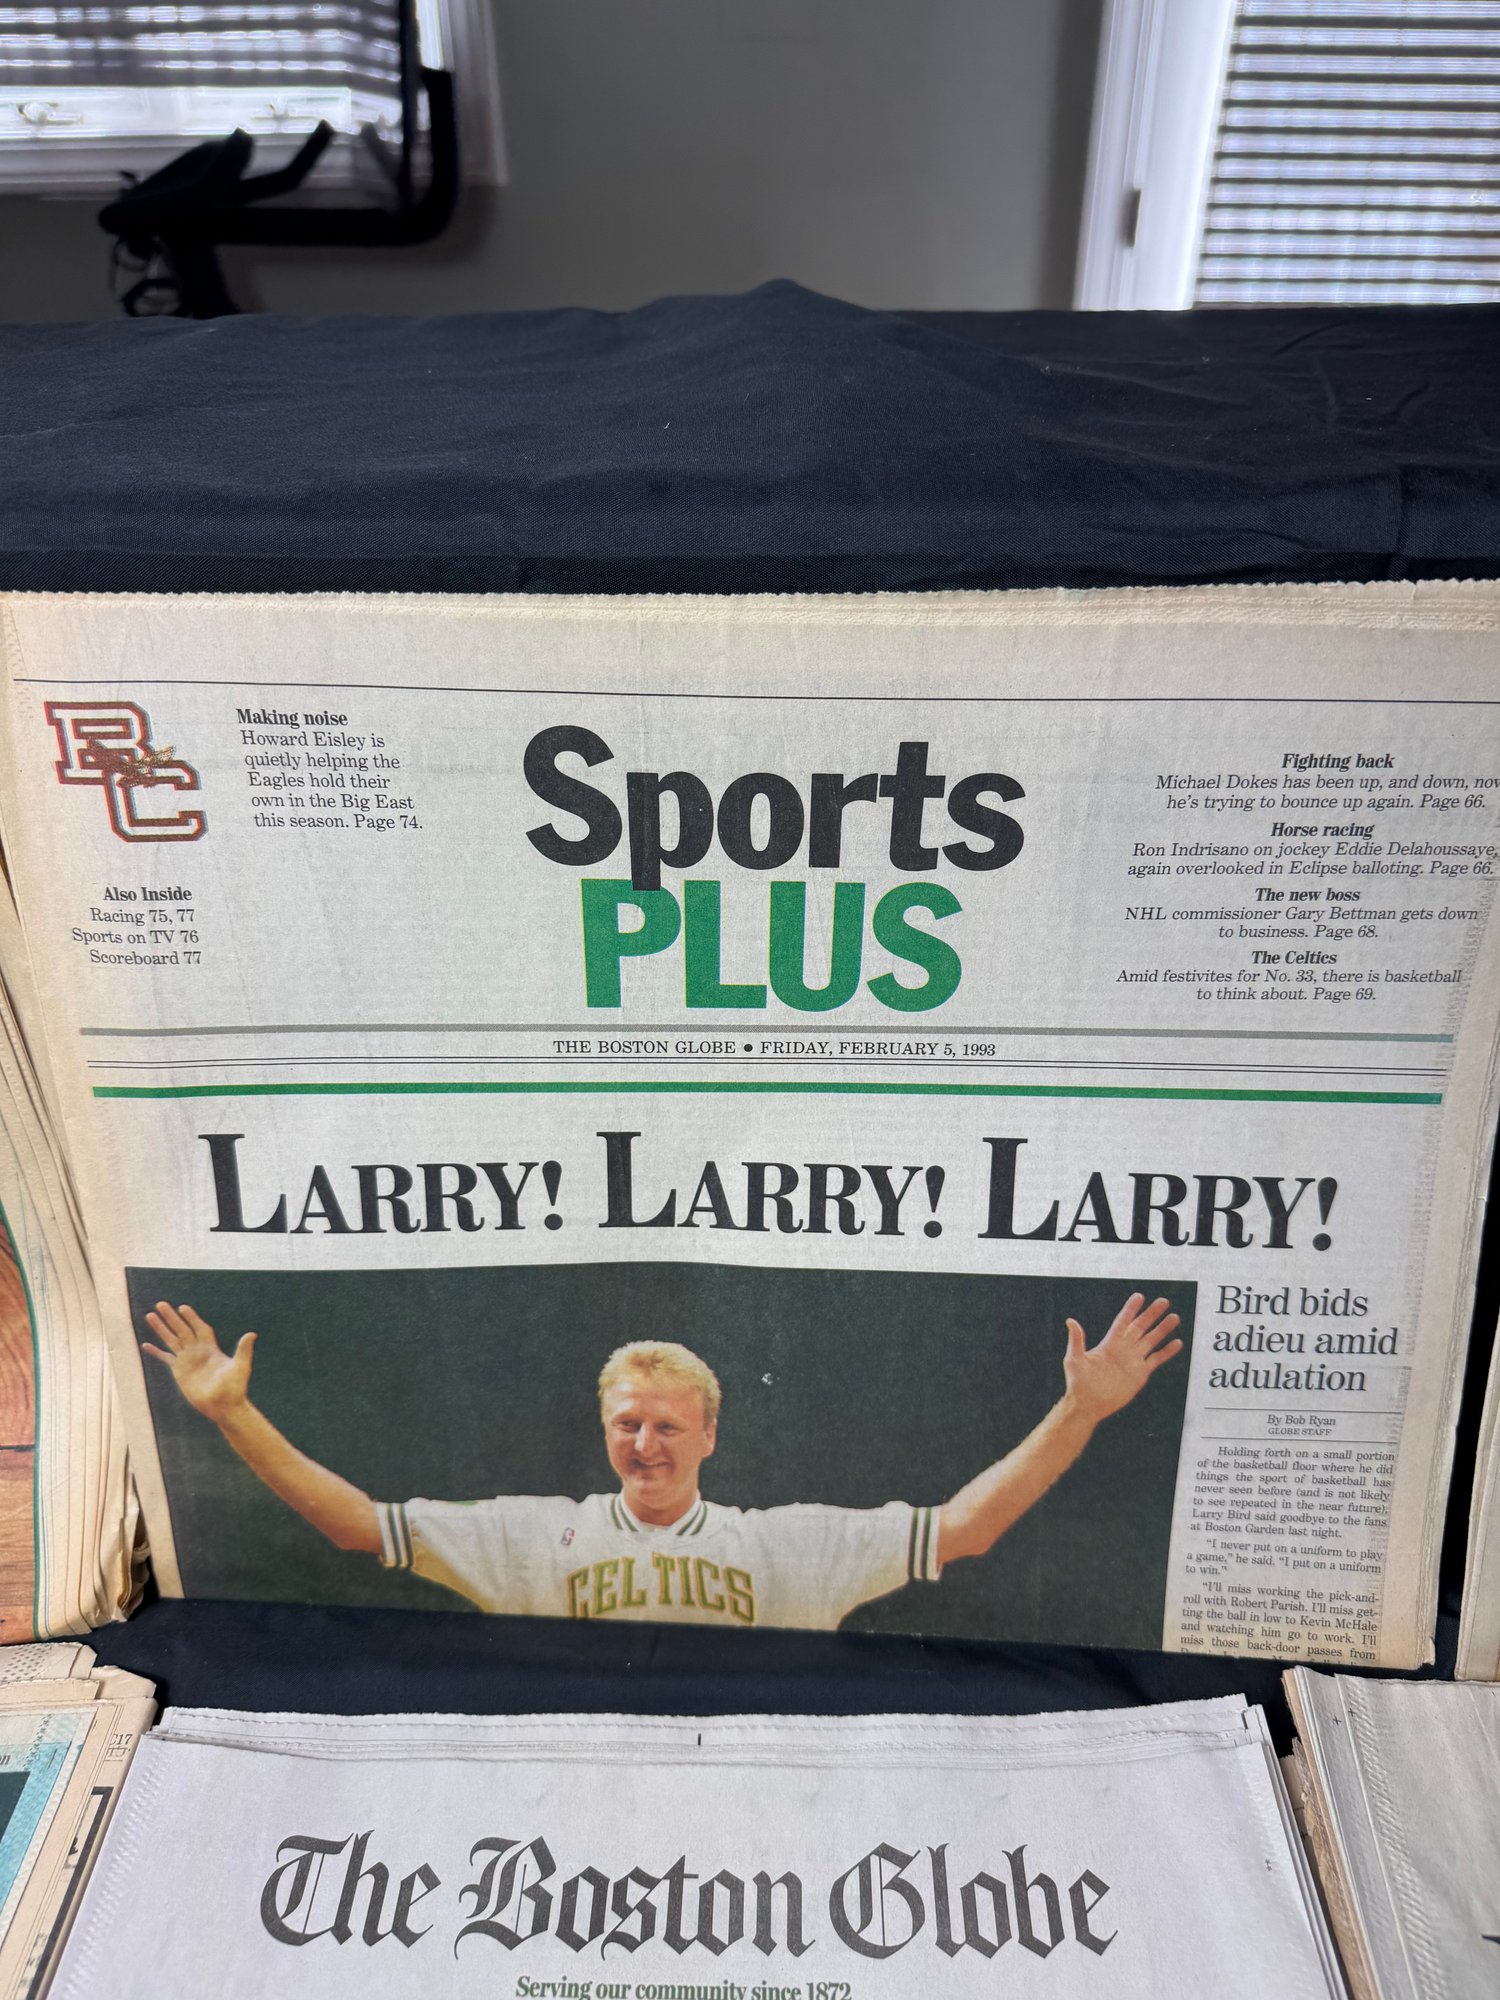 BC
Making noise
Howard Eisley is
quietly helping the
Eagles hold their
own in the Big East
this season. Page 74.
Also Inside
Racing 75, 77
Sports on TV 76
Scoreboard 77
Sports
PLUS
Fighting back
Michael Dokes has been up, and down, now
he's trying to bounce up again. Page 66.
Horse racing
Ron Indrisano on jockey Eddie Delahoussaye,
again overlooked in Eclipse balloting. Page 66.
The new boss
NHL commissioner Gary Bettman gets down
to business. Page 68.
The Celtics
Amid festivites for No. 33, there is basketball
to think about. Page 69.
THE BOSTON GLOBE ● FRIDAY, FEBRUARY 5, 1993
LARRY! LARRY! LARRY!
CELTICS
Bird bids
adieu amid
adulation
By Bob Ryan
GLOBE STAFF
Holding forth on a small portion
of the basketball floor where he did
things the sport of basketball has
never seen before (and is not likely
to see repeated in the near future),
Larry Bird said goodbye to the fans
at Boston Garden last night.
"I never put on a uniform to play
a game," he said. "I put on a uniform
to win."
"I'll miss working the pick-and-
roll with Robert Parish. I'll miss get-
ting the ball in low to Kevin McHale
and watching him go to work. I'll
miss those back-door passes from
C17
The Boston Globe
Serving our community since 1872